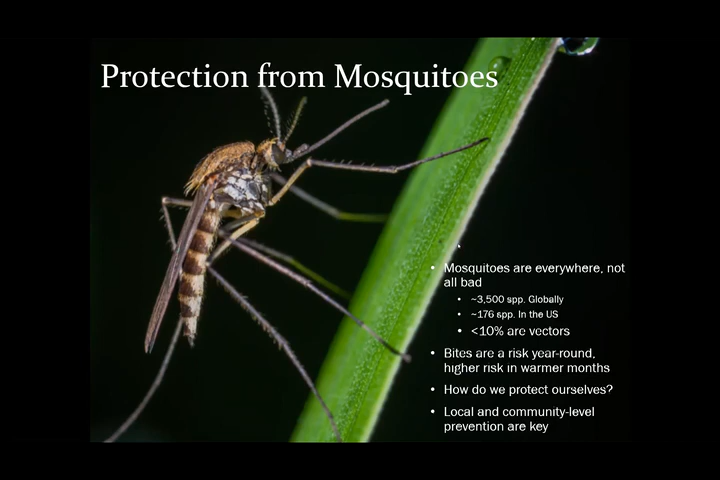 Protection from Mosquitoes
• Mosquitoes are everywhere, not
all bad
• ~3,500 spp. Globally
• ~176 spp. In the US
• <10% are vectors
• Bites are a risk year-round,
higher risk in warmer months
• How do we protect ourselves?
• Local and community-level
prevention are key